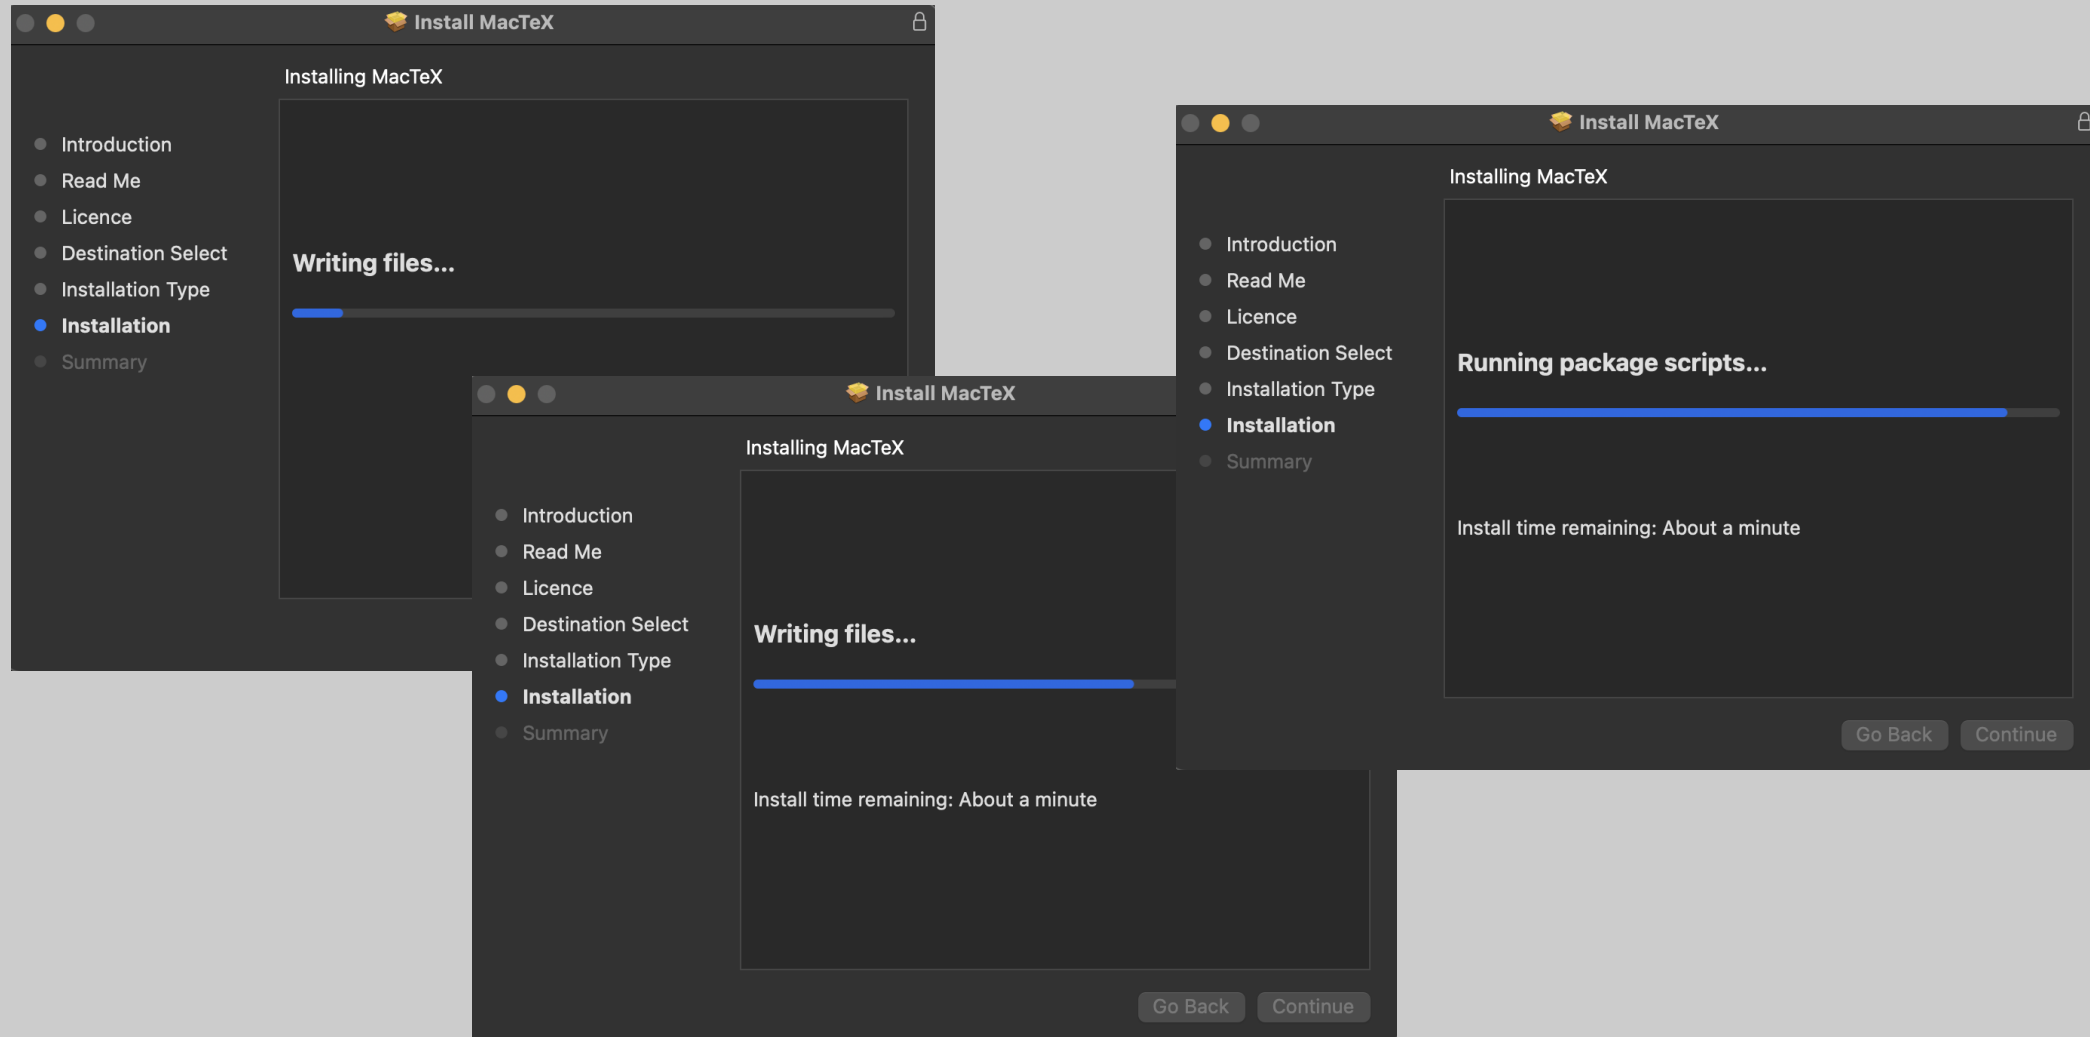 Install MacTeX
Installing MacTeX
Introduction
Read Me
Licence
Destination Select
Installation Type
Installation
Summary
Writing files...
Install MacTeX
Installing MacTeX
Introduction
Read Me
Licence
Destination Select
Installation Type
Installation
Summary
Writing files...
Install time remaining: About a minute
Go Back
Continue
Install MacTeX
Installing MacTeX
Introduction
Read Me
Licence
Destination Select
Installation Type
Installation
Summary
Running package scripts...
Install time remaining: About a minute
Go Back
Continue